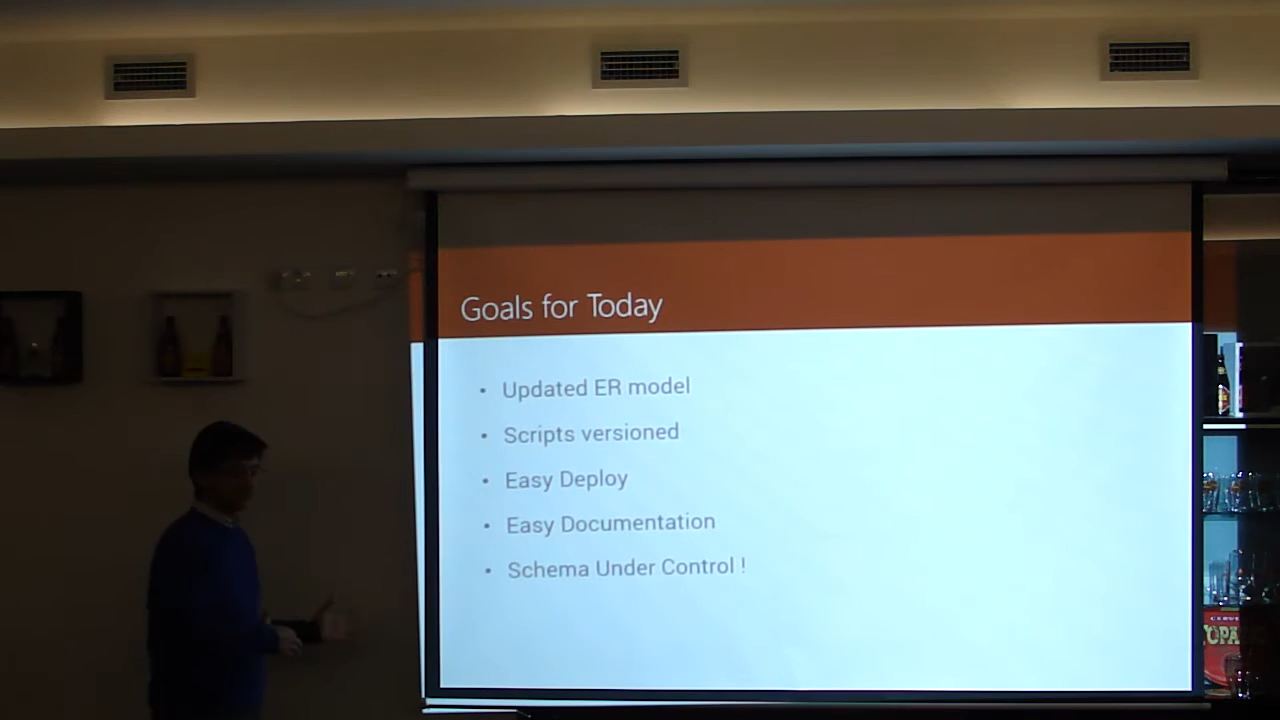 Goals for Today
• Updated ER model
• Scripts versioned
• Easy Deploy
• Easy Documentation
• Schema Under Control !